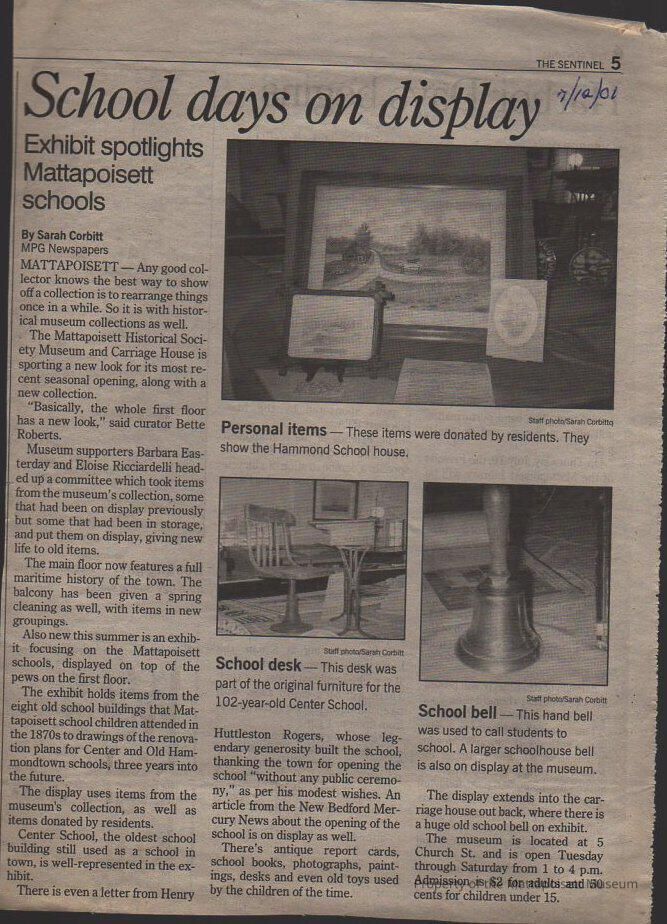 THE SENTINEL 5
School days on display
7/12/01
Exhibit spotlights
Mattapoisett
schools
By Sarah Corbitt
MPG Newspapers
MATTAPOISETT — Any good col-
lector knows the best way to show
off a collection is to rearrange things
once in a while. So it is with histor-
ical museum collections as well.
The Mattapoisett Historical Soci-
ety Museum and Carriage House is
sporting a new look for its most re-
cent seasonal opening, along with a
new collection.
"Basically, the whole first floor
has a new look," said curator Bette
Roberts.
Museum supporters Barbara Eas-
terday and Eloise Ricciardelli head-
ed up a committee which took items
from the museum's collection, some
that had been on display previously
but some that had been in storage,
and put them on display, giving new
life to old items.
The main floor now features a full
maritime history of the town. The
balcony has been given a spring
cleaning as well, with items in new
groupings.
Also new this summer is an exhib-
it focusing on the Mattapoisett
schools, displayed on top of the
pews on the first floor.
The exhibit holds items from the
eight old school buildings that Mat-
tapoisett school children attended in
the 1870s to drawings of the renova-
tion plans for Center and Old Ham-
mondtown schools, three years into
the future.
The display uses items from the
museum's collection, as well as
items donated by residents.
Center School, the oldest school
building still used as a school in
town, is well-represented in the ex-
hibit.
There is even a letter from Henry
Staff photo/Sarah Corbittq
Personal items — These items were donated by residents. They
show the Hammond School house.
Staff photo/Sarah Corbitt
School desk — This desk was
part of the original furniture for the
102-year-old Center School.
Huttleston Rogers, whose leg-
endary generosity built the school,
thanking the town for opening the
school "without any public ceremo-
ny," as per his modest wishes. An
article from the New Bedford Mer-
cury News about the opening of the
school is on display as well.
There's antique report cards,
school books, photographs, paint-
ings, desks and even old toys used
by the children of the time.
Staff photo/Sarah Corbitt
School bell — This hand bell
was used to call students to
school. A larger schoolhouse bell
is also on display at the museum.
The display extends into the car-
riage house out back, where there is
a huge old school bell on exhibit.
The museum is located at 5
Church St. and is open Tuesday
through Saturday from 1 to 4 p.m.
Admission is $2 for adults and 50
cents for children under 15.
Property of the Mattapoisett Museum